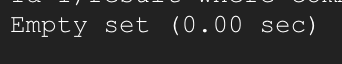 Empty set (0.00 sec)